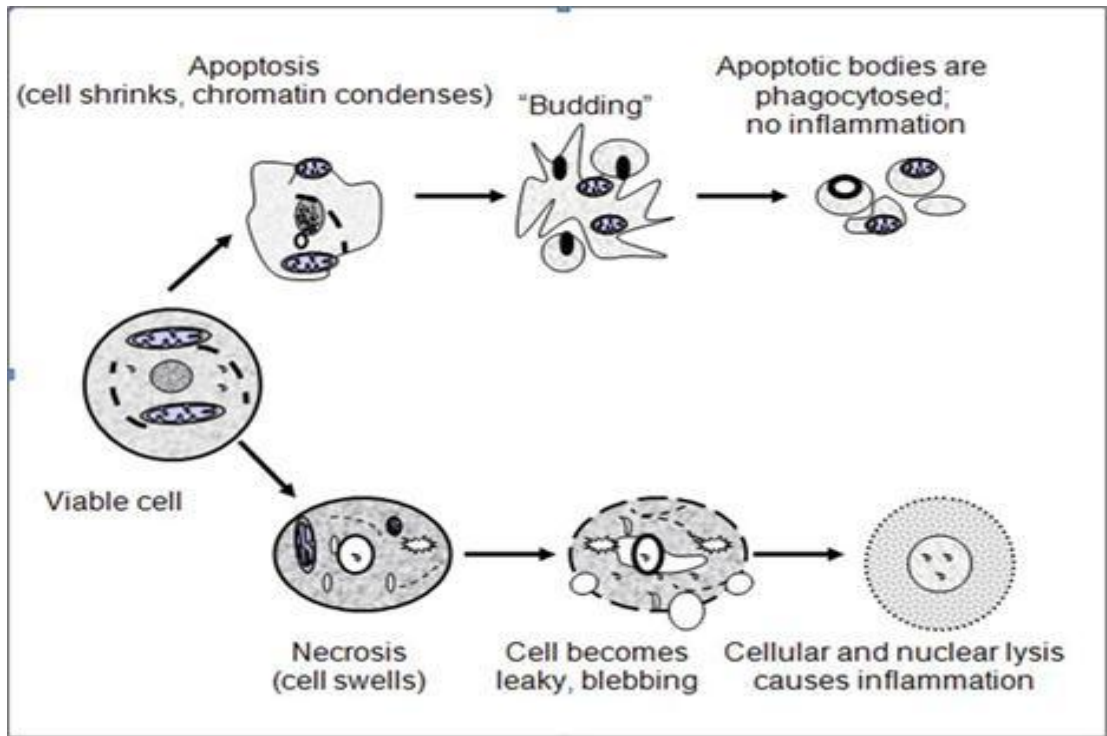 Apoptosis
(cell shrinks, chromatin condenses)
“Budding”
Apoptotic bodies are
phagocytosed;
no inflammation
Viable cell
Necrosis
(cell swells)
Cell becomes
leaky, blebbing
Cellular and nuclear lysis
causes inflammation